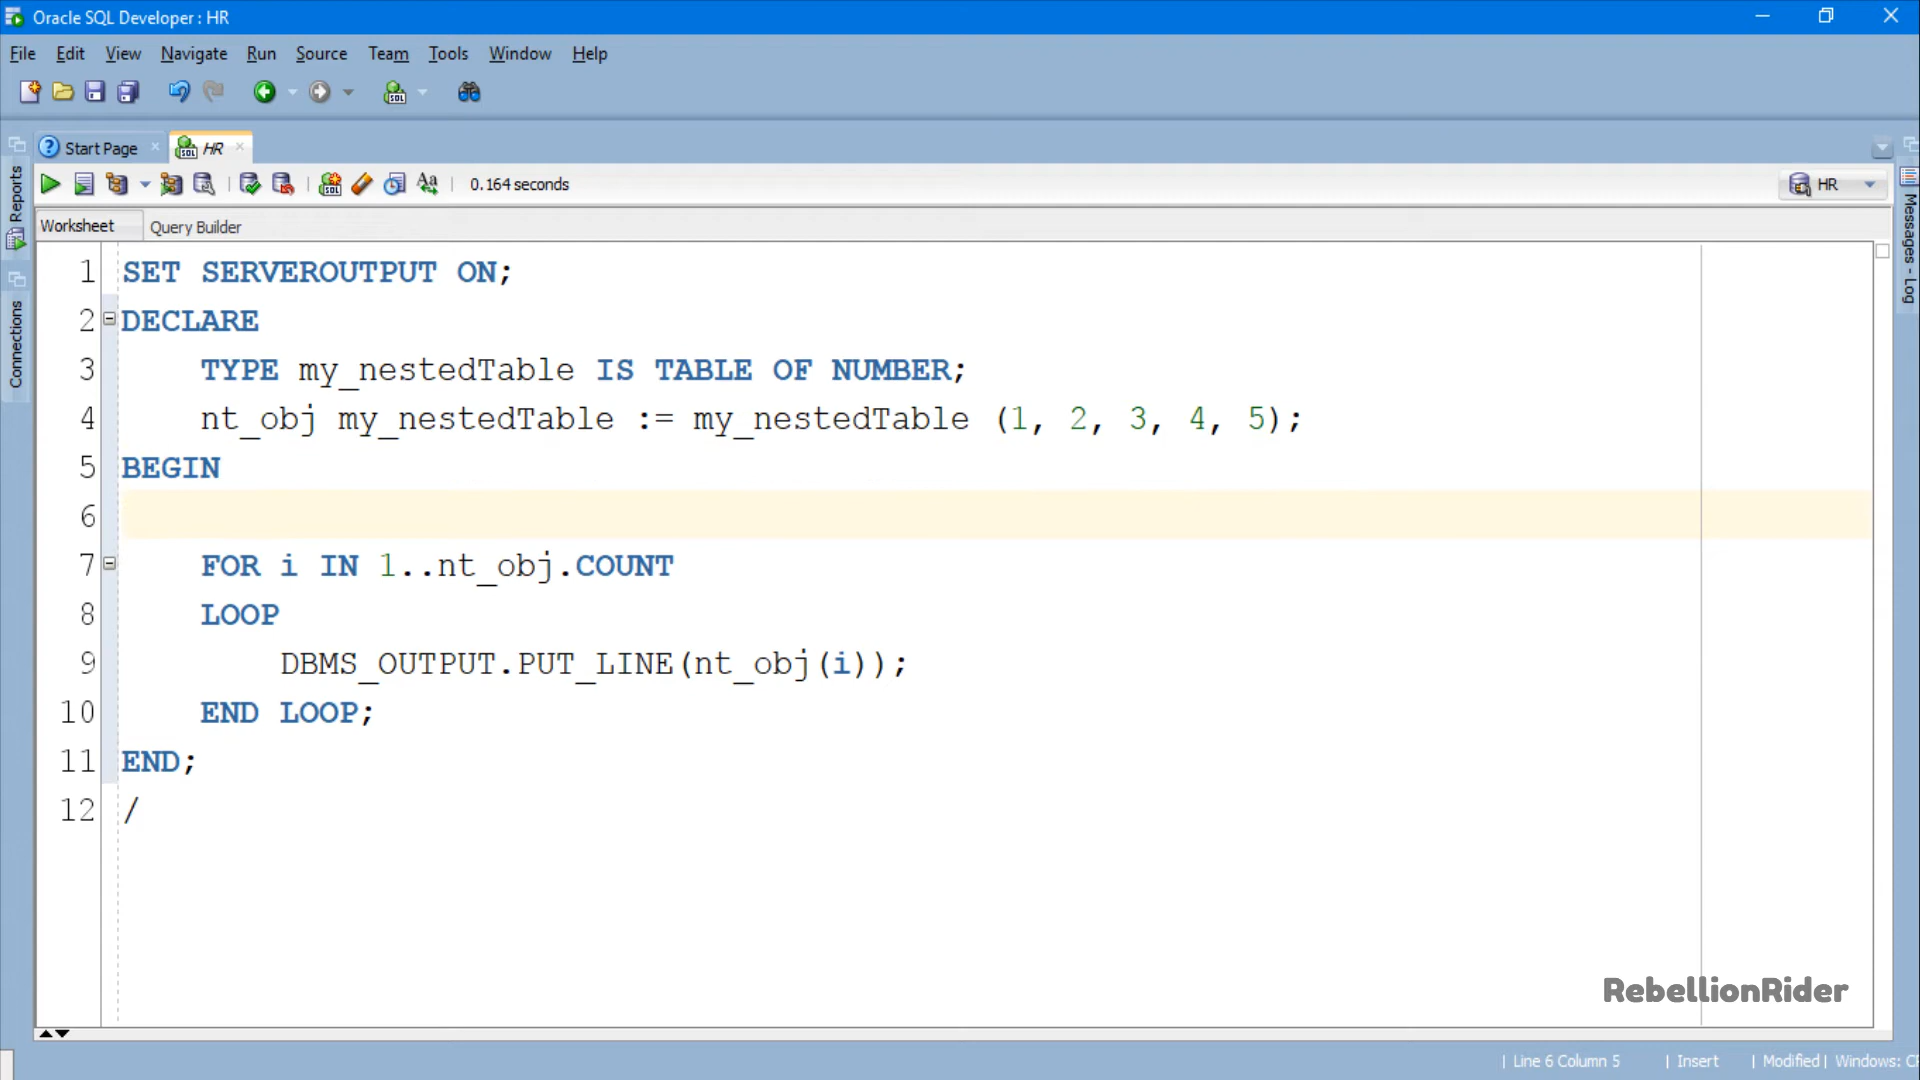 Oracle SQL Developer : HR
File Edit View Navigate Run Source Team Tools Window Help
Start Page
HR
0.164 seconds
HR
Reports
Connections
Messages - Log
Worksheet Query Builder
1 SET SERVEROUTPUT ON;
2 DECLARE
3 TYPE my_nestedTable IS TABLE OF NUMBER;
4 nt_obj my_nestedTable := my_nestedTable (1, 2, 3, 4, 5);
5 BEGIN
6
7 FOR i IN 1..nt_obj.COUNT
8 LOOP
9 DBMS_OUTPUT.PUT_LINE(nt_obj(i));
10 END LOOP;
11 END;
12 /
RebellionRider
| Line 6 Column 5 | Insert | Modified | Windows: